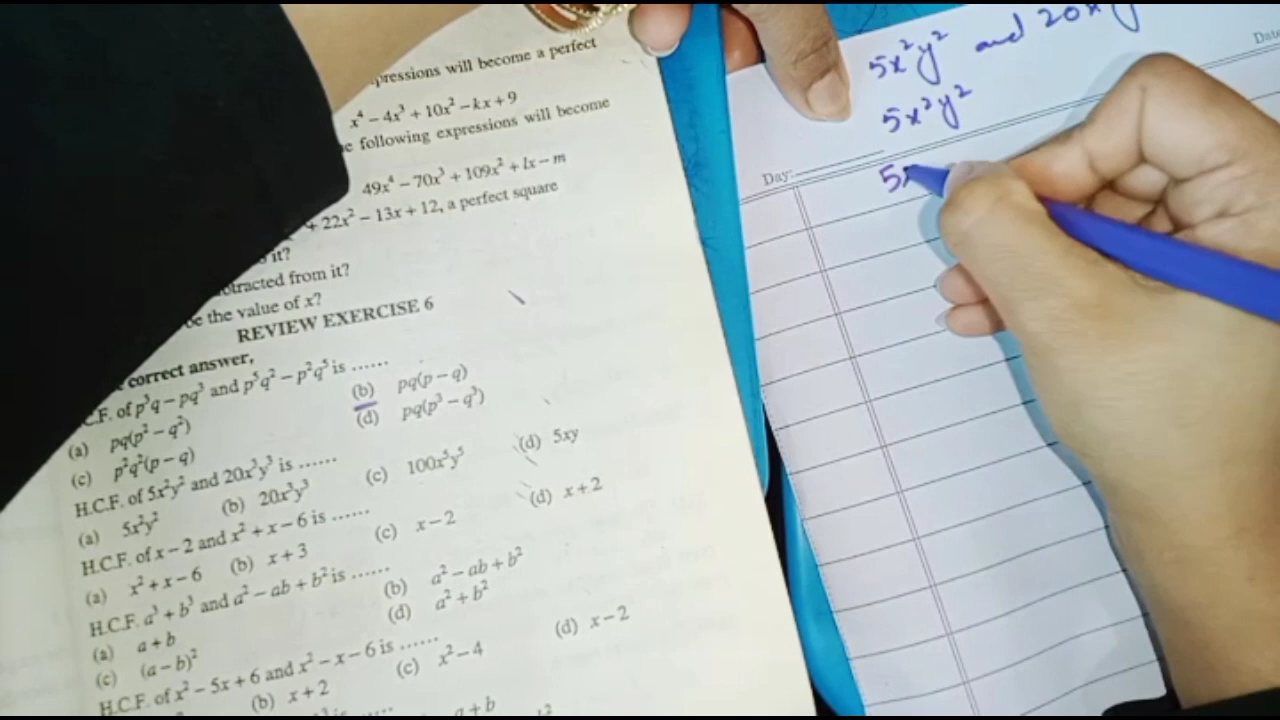 pressions will become a perfect
x⁴ – 4x³ + 10x² – kx + 9
e following expressions will become
49x⁴ – 70x³ + 109x² + lx – m
+ 22x² – 13x + 12, a perfect square
it?
btracted from it?
be the value of x?
REVIEW EXERCISE 6
correct answer,
C.F. of p³q – pq³ and p⁵q² – p²q⁵ is ......
(a) pq(p² – q²) (b) pq(p – q)
(c) p²q²(p – q) (d) pq(p³ – q³)
H.C.F. of 5x²y² and 20x³y³ is ......
(a) 5x²y² (b) 20x³y³ (c) 100x⁵y⁵ (d) 5xy
H.C.F. of x – 2 and x² + x – 6 is ......
(a) x² + x – 6 (b) x + 3 (c) x – 2 (d) x + 2
H.C.F. a³ + b³ and a² – ab + b² is ......
(a) a + b (b) a² – ab + b²
(c) (a – b)² (d) a² + b²
H.C.F. of x² – 5x + 6 and x² – x – 6 is ......
(b) x + 2 (c) x² – 4 (d) x – 2
a + b
5x²y² and 20x
5x²y²
Day:
5x
Date